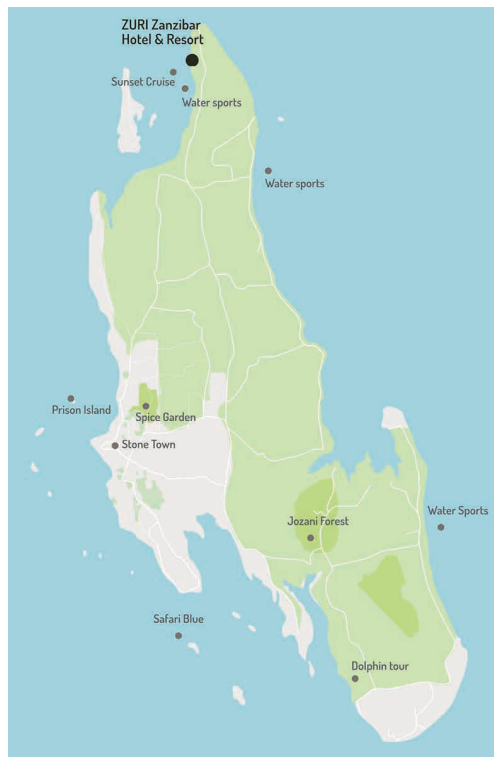 ZURI Zanzibar
Hotel & Resort
Sunset Cruise
Water sports
Water sports
Prison Island
Spice Garden
Stone Town
Water Sports
Jozani Forest
Safari Blue
Dolphin tour